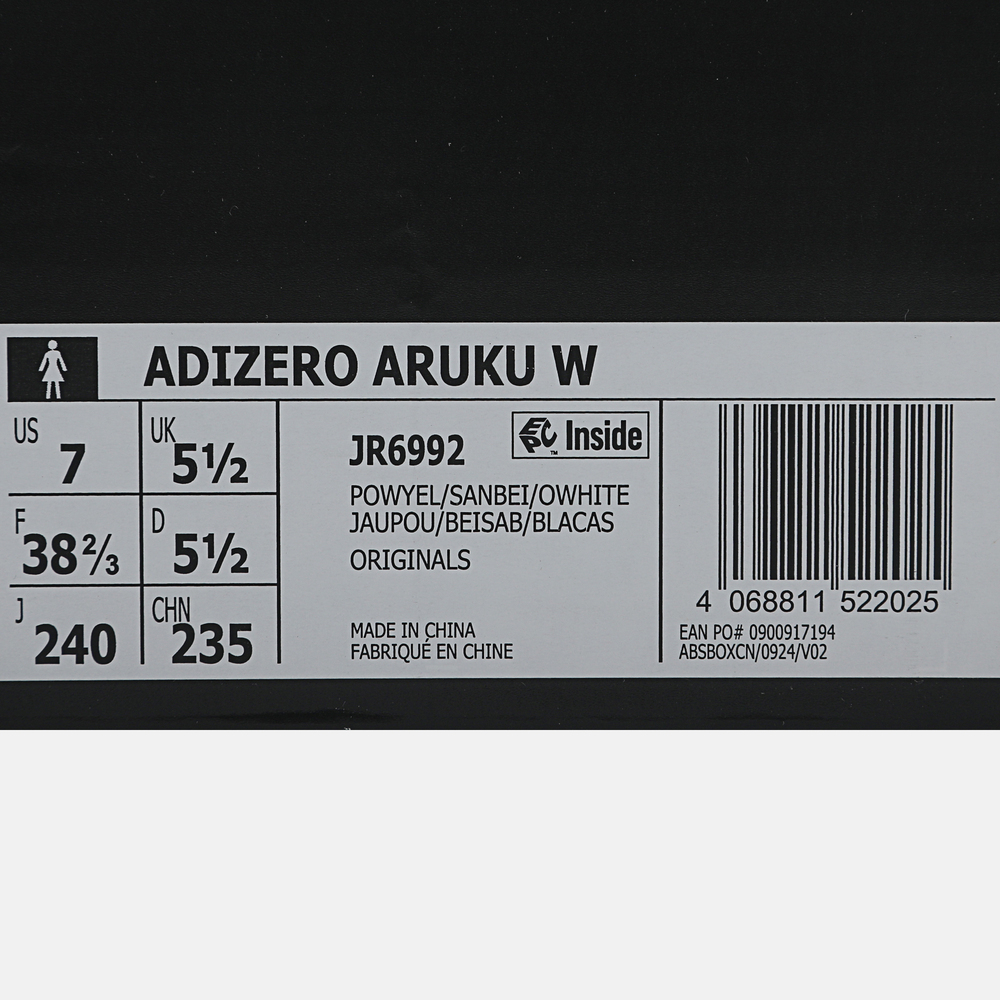 ADIZERO ARUKU W
US 7
UK 5½
F 38⅔
D 5½
J 240
CHN 235
JR6992
EPC Inside
™
POWYEL/SANBEI/OWHITE
JAUPOU/BEISAB/BLACAS
ORIGINALS
MADE IN CHINA
FABRIQUÉ EN CHINE
4 068811 522025
EAN PO# 0900917194
ABSBOXCN/0924/V02